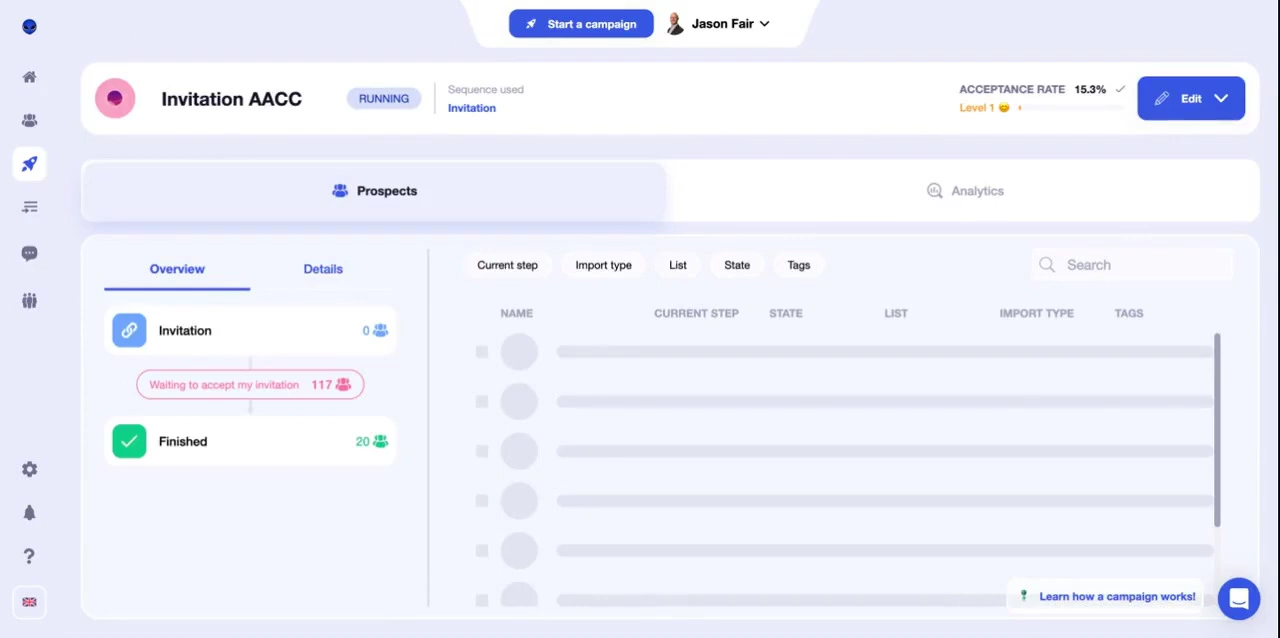 Start a campaign
Jason Fair
Invitation AACC
RUNNING
Sequence used
Invitation
ACCEPTANCE RATE 15.3%
Level 1
Edit
Prospects
Analytics
Overview
Details
Current step
Import type
List
State
Tags
Search
NAME
CURRENT STEP
STATE
LIST
IMPORT TYPE
TAGS
Invitation
0
Waiting to accept my invitation 117
Finished
20
?
Learn how a campaign works!